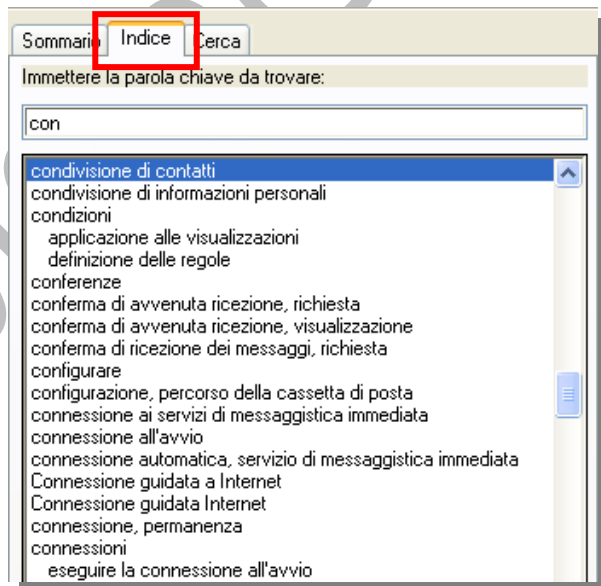 Sommario Indice Cerca
Immettere la parola chiave da trovare:
con
condivisione di contatti
condivisione di informazioni personali
condizioni
applicazione alle visualizzazioni
definizione delle regole
conferenze
conferma di avvenuta ricezione, richiesta
conferma di avvenuta ricezione, visualizzazione
conferma di ricezione dei messaggi, richiesta
configurare
configurazione, percorso della cassetta di posta
connessione ai servizi di messaggistica immediata
connessione all'avvio
connessione automatica, servizio di messaggistica immediata
Connessione guidata a Internet
Connessione guidata Internet
connessione, permanenza
connessioni
eseguire la connessione all'avvio